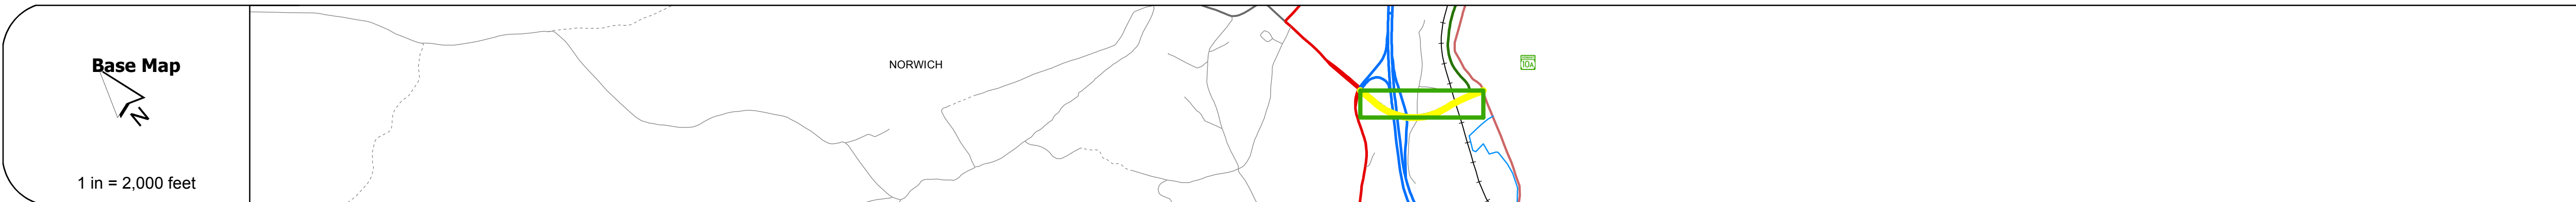 Base Map
N
1 in = 2,000 feet
NORWICH
10A